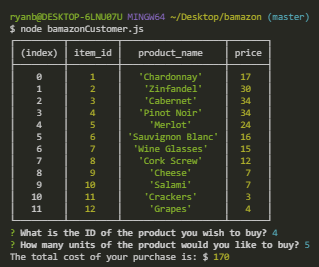 ryanb@DESKTOP-6LNU07U MINGW64 ~/Desktop/bamazon (master)
$ node bamazonCustomer.js
(index) item_id product_name price
0 1 'Chardonnay' 17
1 2 'Zinfandel' 30
2 3 'Cabernet' 34
3 4 'Pinot Noir' 34
4 5 'Merlot' 24
5 6 'Sauvignon Blanc' 16
6 7 'Wine Glasses' 15
7 8 'Cork Screw' 12
8 9 'Cheese' 7
9 10 'Salami' 7
10 11 'Crackers' 3
11 12 'Grapes' 4
? What is the ID of the product you wish to buy? 4
? How many units of the product would you like to buy? 5
The total cost of your purchase is: $ 170